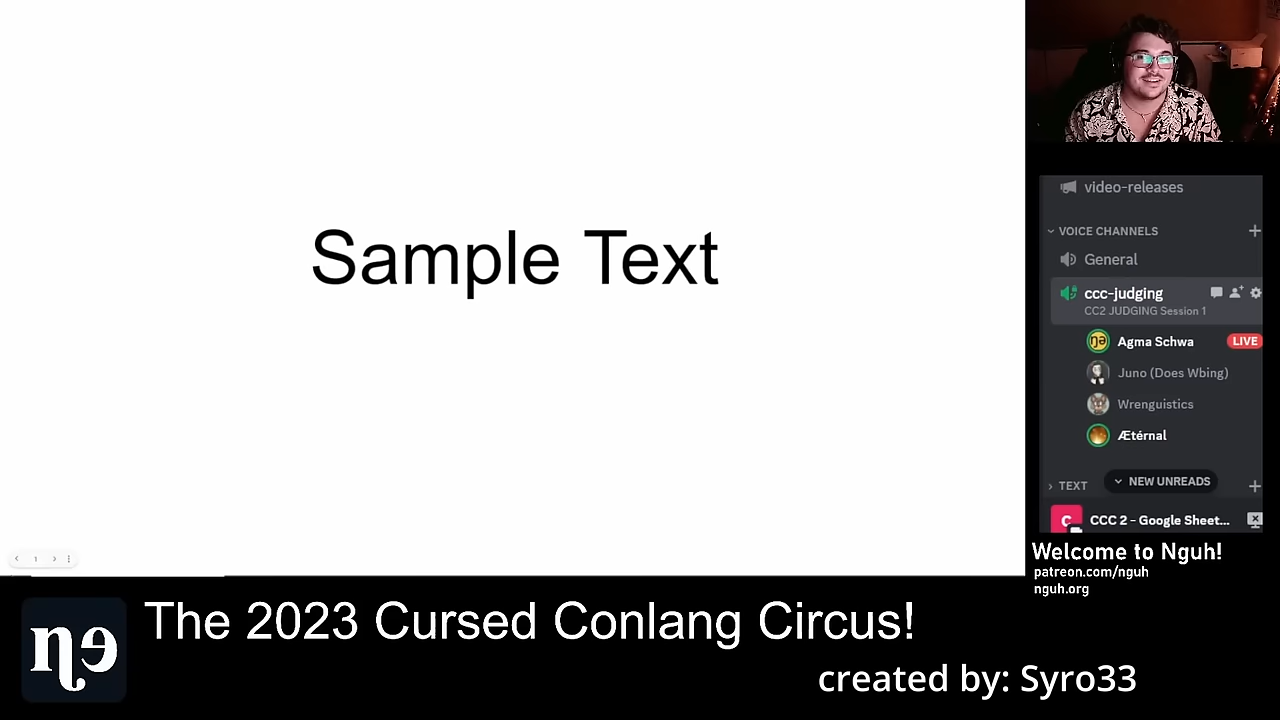 Sample Text
video-releases
VOICE CHANNELS
General
ccc-judging
CC2 JUDGING Session 1
Agma Schwa
LIVE
Juno (Does Wbing)
Wrenguistics
Ætérnal
TEXT
NEW UNREADS
CCC 2 - Google Sheet...
Welcome to Nguh!
patreon.com/nguh
nguh.org
1
The 2023 Cursed Conlang Circus!
created by: Syro33
ŋə